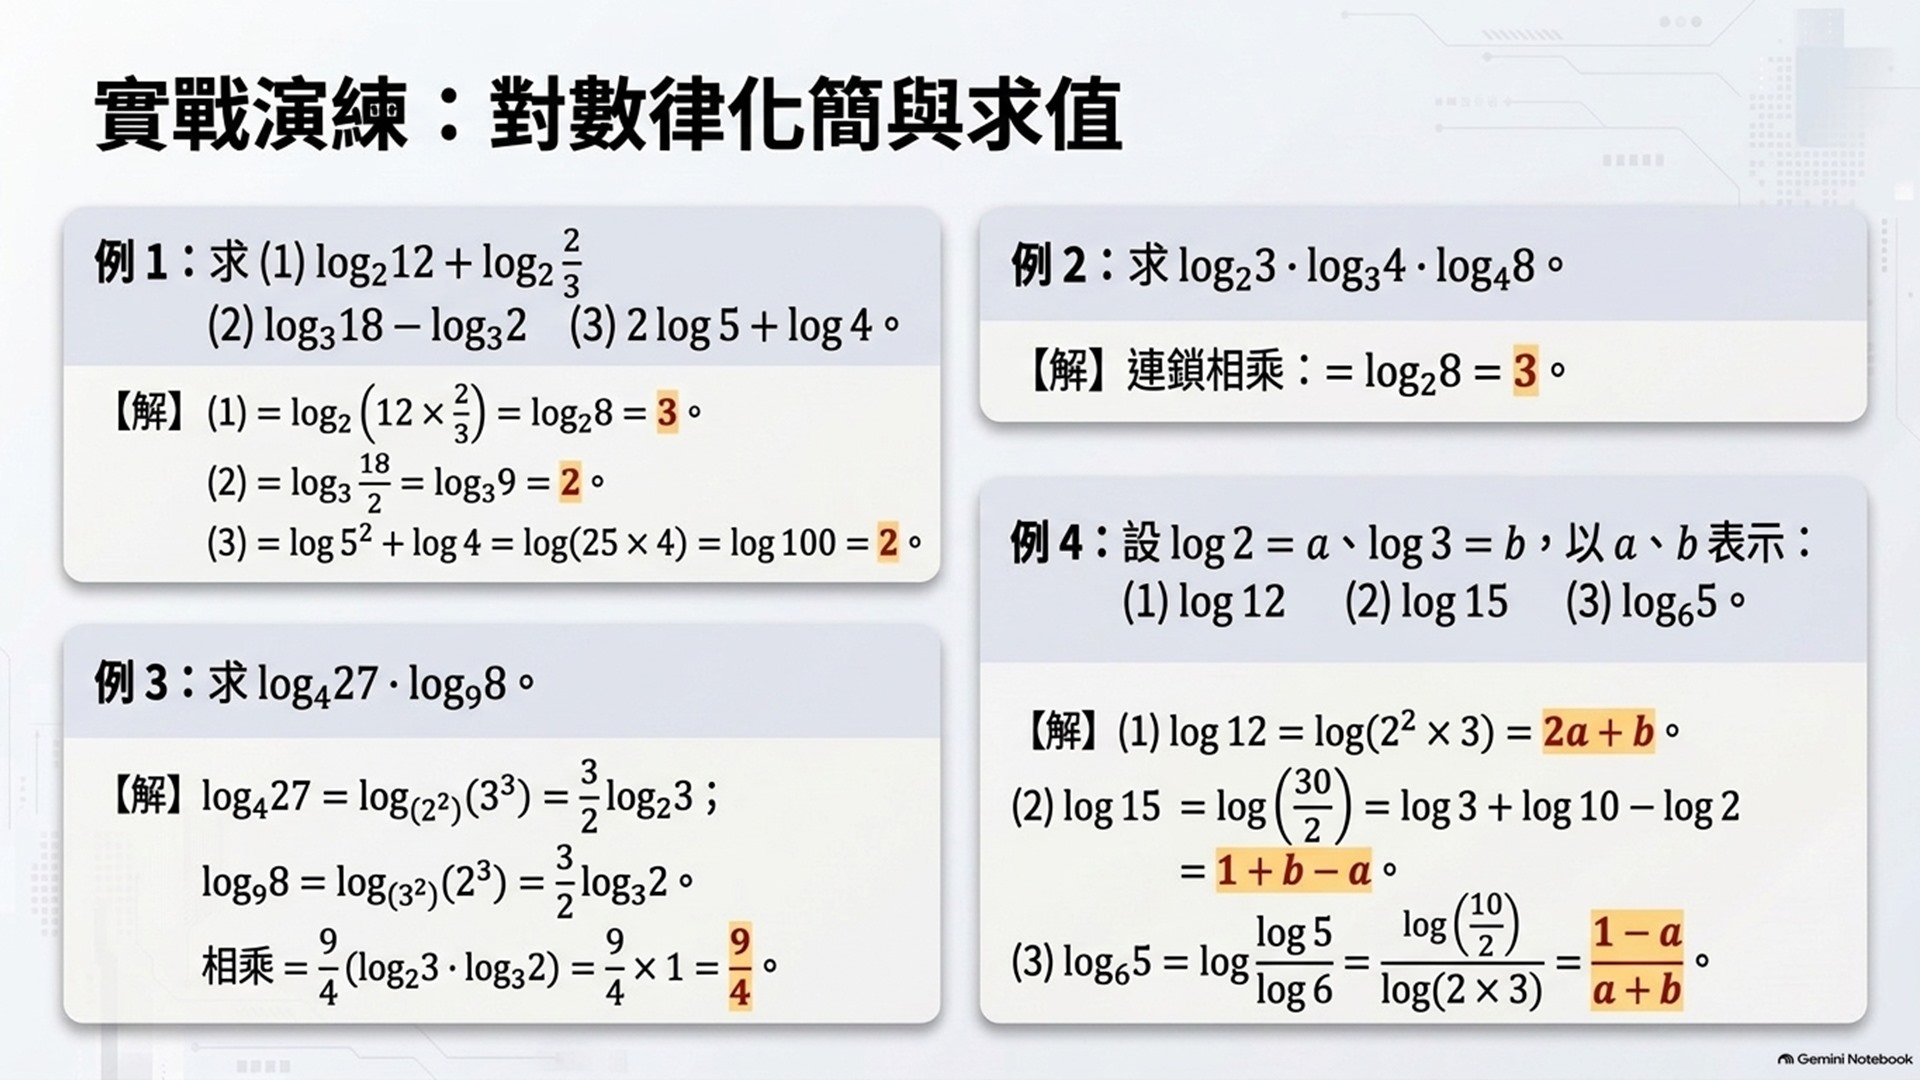 實戰演練：對數律化簡與求值
例 1：求 (1) log₂12 + log₂ 2/3
(2) log₃18 − log₃2 (3) 2 log 5 + log 4。
【解】(1) = log₂ (12 × 2/3) = log₂8 = 3。
(2) = log₃ 18/2 = log₃9 = 2。
(3) = log 5² + log 4 = log(25 × 4) = log 100 = 2。
例 2：求 log₂3 · log₃4 · log₄8。
【解】連鎖相乘：= log₂8 = 3。
例 3：求 log₄27 · log₉8。
【解】log₄27 = log₍₂²₎(3³) = 3/2 log₂3；
log₉8 = log₍₃²₎(2³) = 3/2 log₃2。
相乘 = 9/4 (log₂3 · log₃2) = 9/4 × 1 = 9/4。
例 4：設 log 2 = a、log 3 = b，以 a、b 表示：
(1) log 12 (2) log 15 (3) log₆5。
【解】(1) log 12 = log(2² × 3) = 2a + b。
(2) log 15 = log (30/2) = log 3 + log 10 − log 2
= 1 + b − a。
(3) log₆5 = log log 5/log 6 = log(10/2)/log(2 × 3) = 1 − a/a + b。
Gemini Notebook